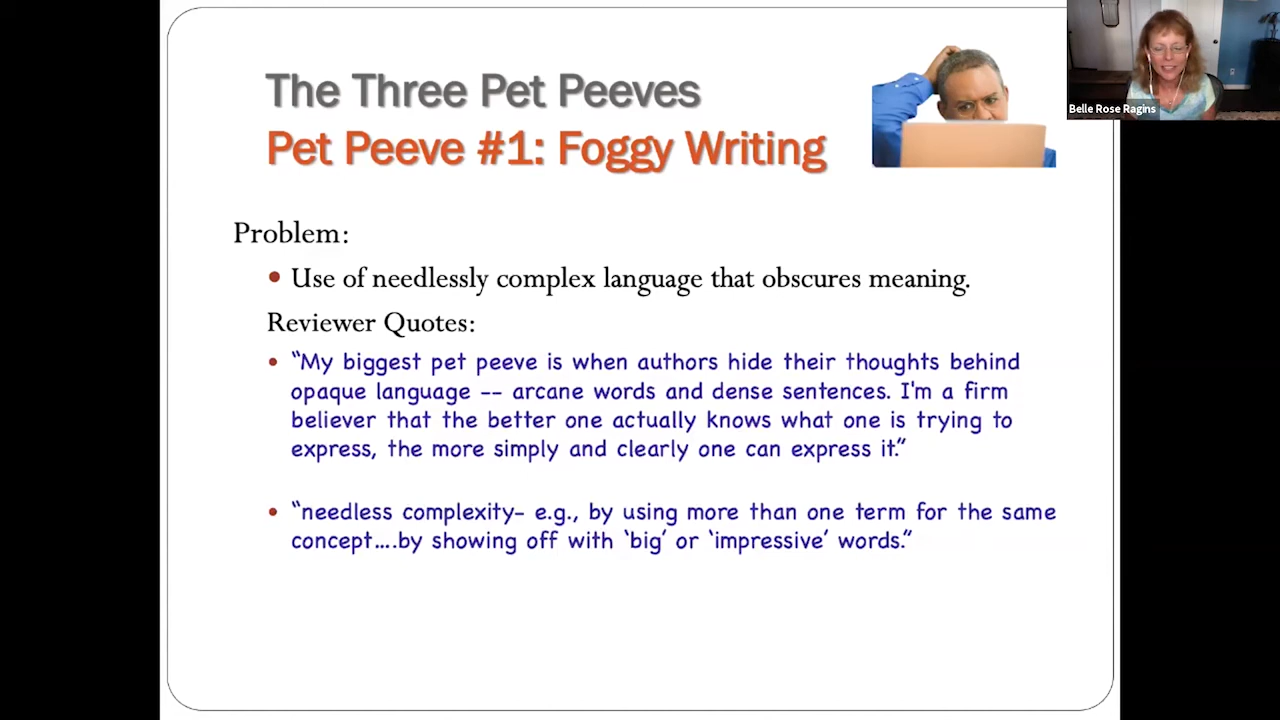 The Three Pet Peeves
Pet Peeve #1: Foggy Writing
Belle Rose Ragins
Problem:
• Use of needlessly complex language that obscures meaning.
Reviewer Quotes:
• “My biggest pet peeve is when authors hide their thoughts behind
opaque language -- arcane words and dense sentences. I'm a firm
believer that the better one actually knows what one is trying to
express, the more simply and clearly one can express it.”
• “needless complexity- e.g., by using more than one term for the same
concept....by showing off with ‘big’ or ‘impressive’ words.”